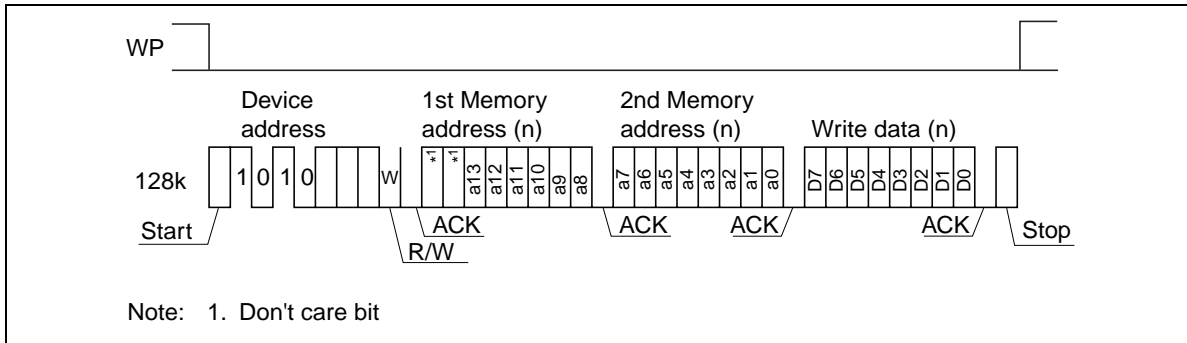 WP
Device
address
1st Memory
address (n)
2nd Memory
address (n)
Write data (n)
128k
1 0 1 0 W *1 *1 a13 a12 a11 a10 a9 a8 a7 a6 a5 a4 a3 a2 a1 a0 D7 D6 D5 D4 D3 D2 D1 D0
Start
R/W
ACK
ACK
ACK
ACK
Stop
Note: 1. Don't care bit